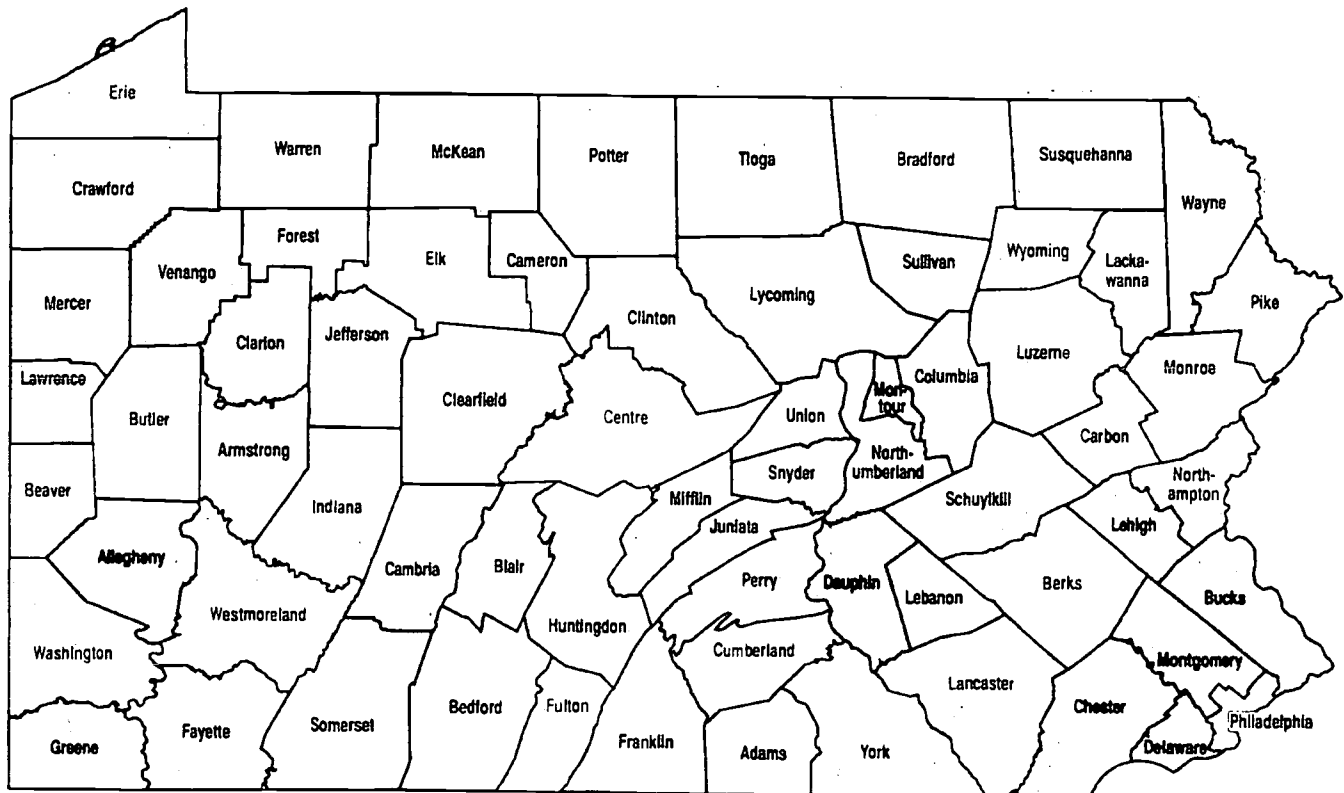 Erie
Warren
McKean
Potter
Tioga
Bradford
Susquehanna
Crawford
Wayne
Forest
Venango
Elk
Cameron
Sullivan
Wyoming
Lacka-
wanna
Mercer
Lycoming
Pike
Clinton
Jefferson
Clarion
Luzerne
Lawrence
Monroe
Columbia
Mon-
tour
Clearfield
Centre
Union
Butler
Carbon
Armstrong
North-
umberland
Snyder
North-
ampton
Beaver
Indiana
Mifflin
Schuylkill
Juniata
Lehigh
Allegheny
Cambria
Blair
Perry
Dauphin
Lebanon
Berks
Bucks
Westmoreland
Huntingdon
Washington
Cumberland
Montgomery
Lancaster
Bedford
Fulton
Chester
Somerset
Fayette
Philadelphia
Greene
Franklin
Adams
York
Delaware